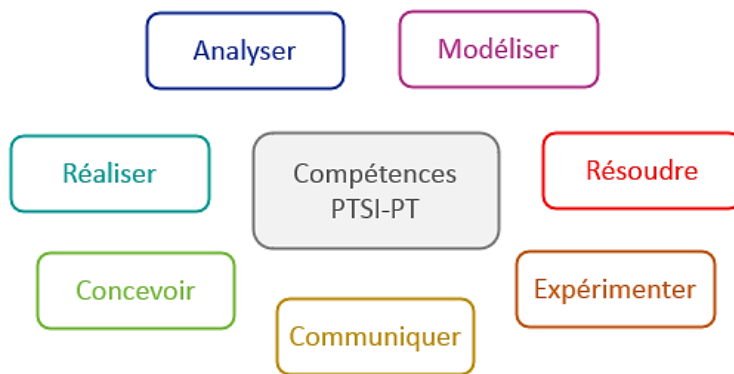 Analyser
Modéliser
Réaliser
Compétences
PTSI-PT
Résoudre
Concevoir
Expérimenter
Communiquer